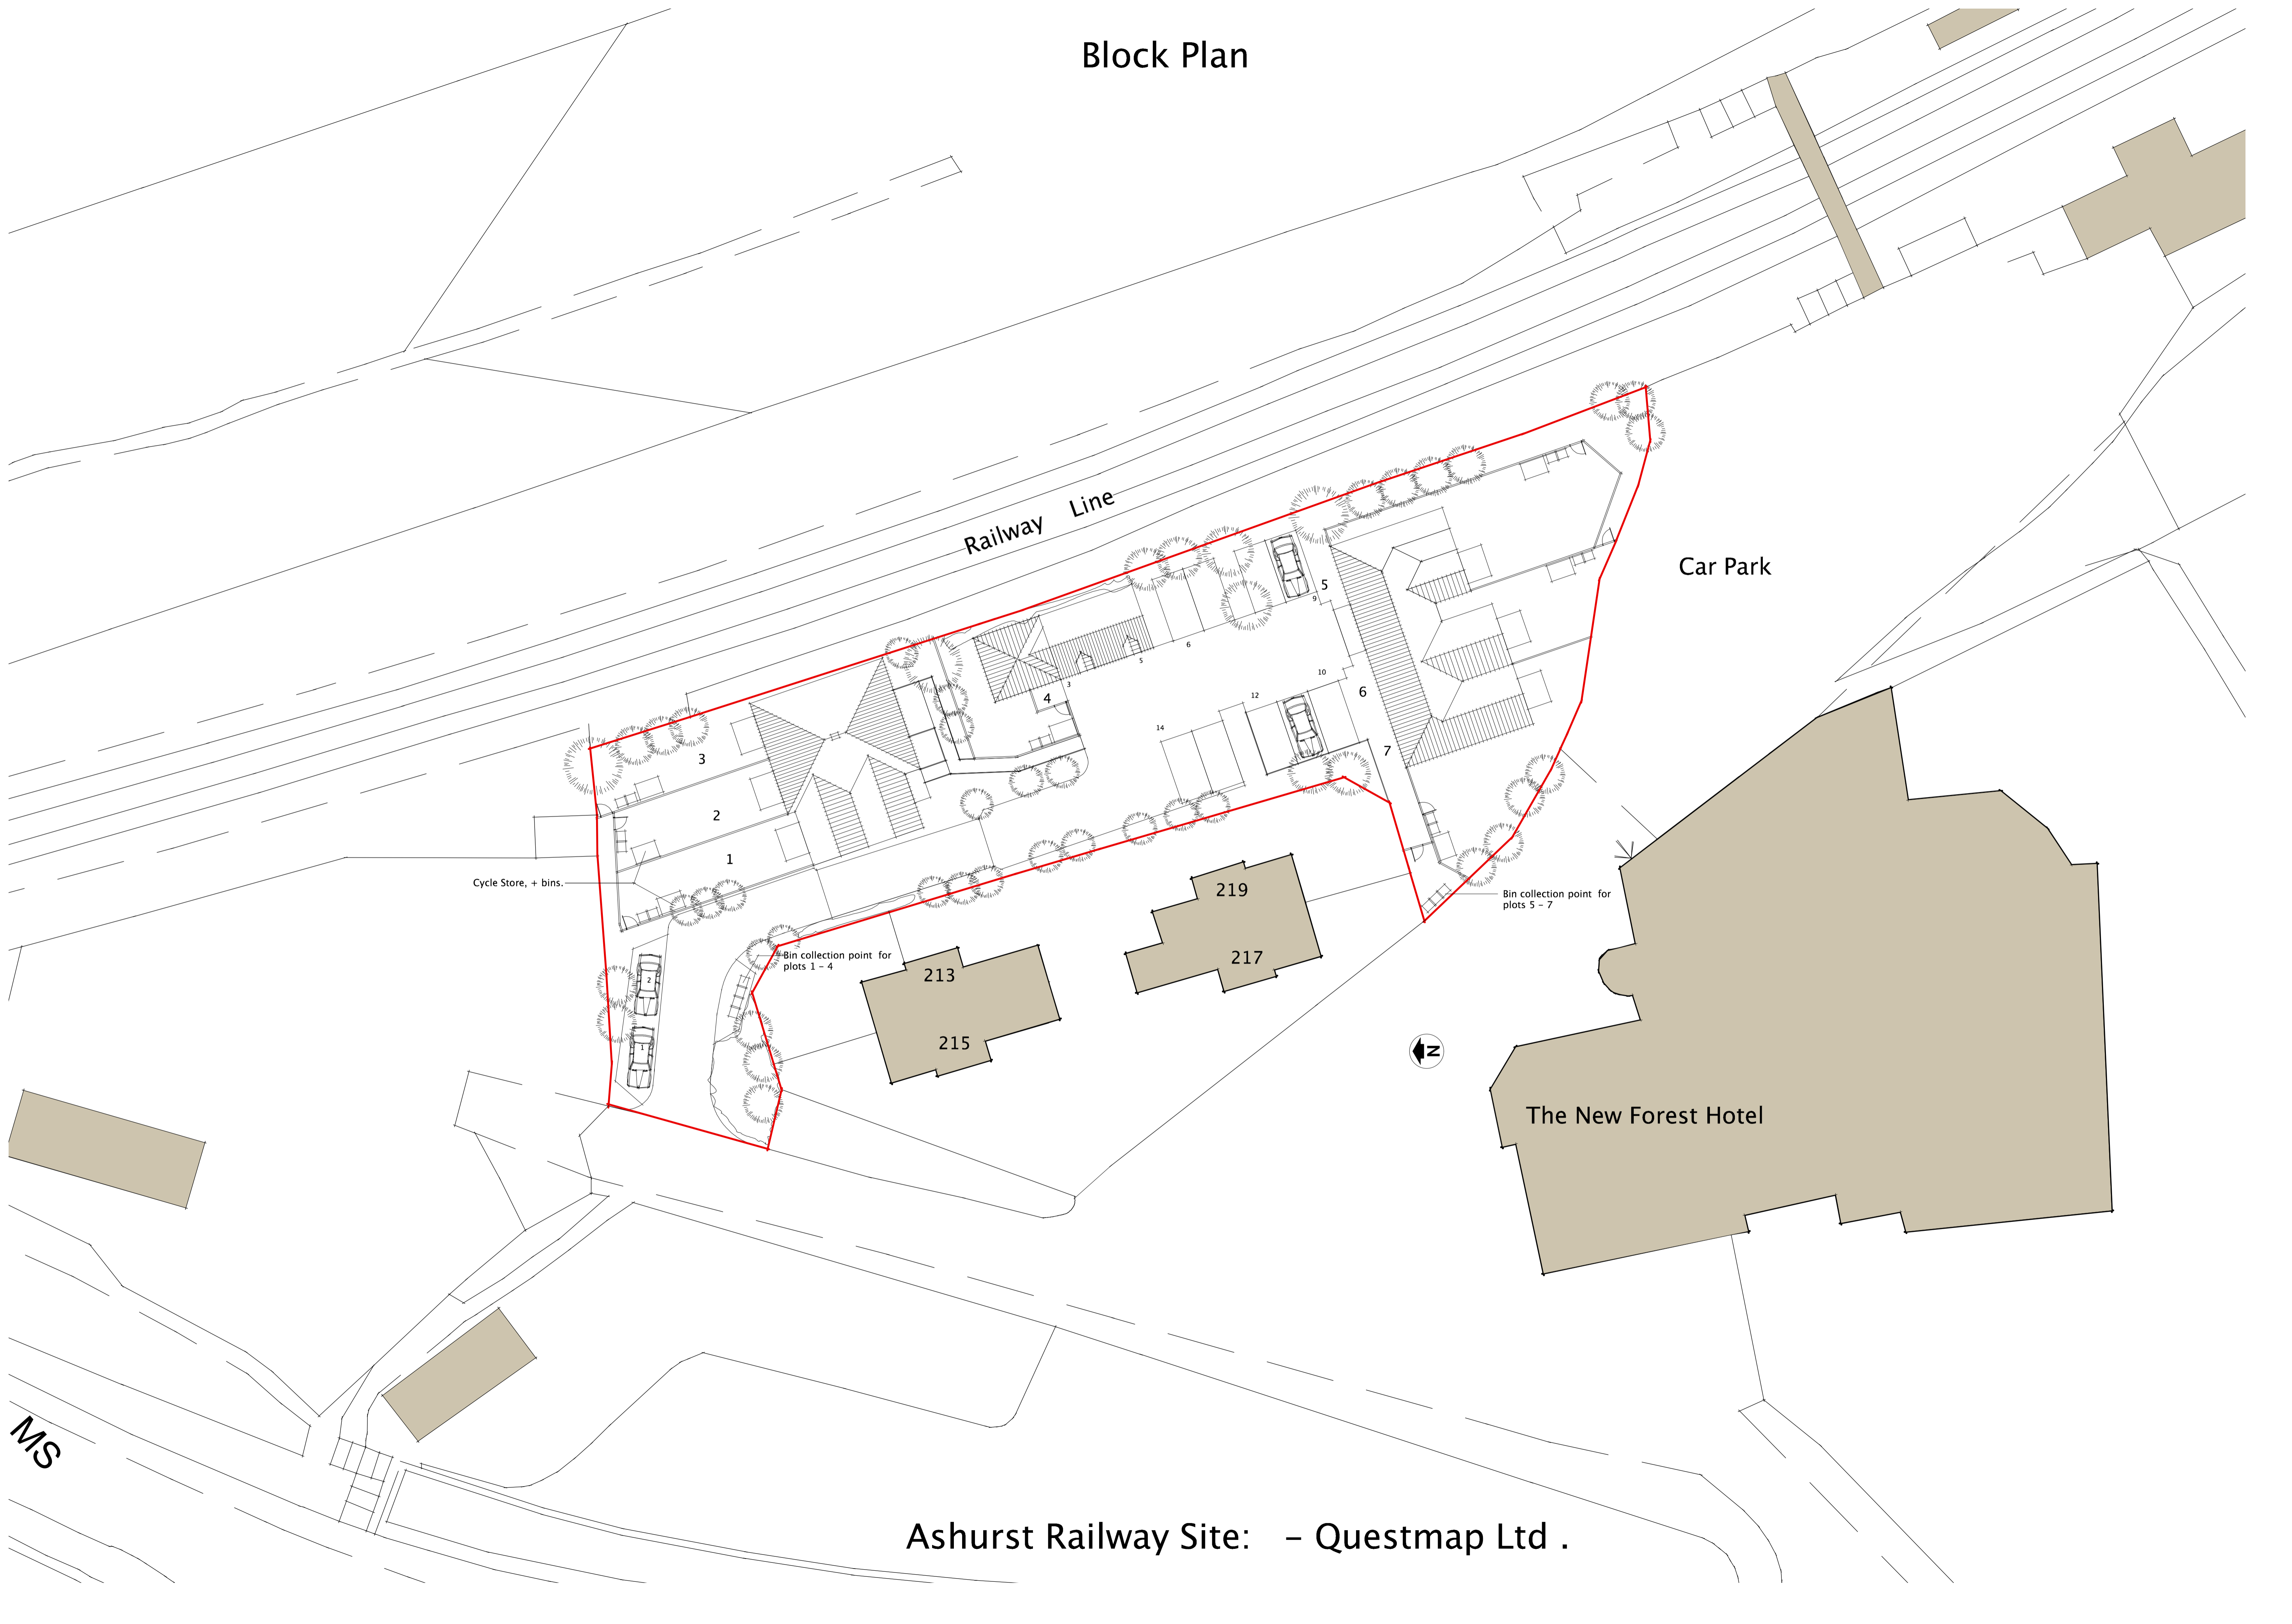 Block Plan
Railway Line
Car Park
5
9
6
5
3
4
10
6
12
14
7
3
2
1
Cycle Store, + bins.
Bin collection point for
plots 5 – 7
219
217
Bin collection point for
plots 1 – 4
213
215
2
1
N
The New Forest Hotel
MS
Ashurst Railway Site: – Questmap Ltd .